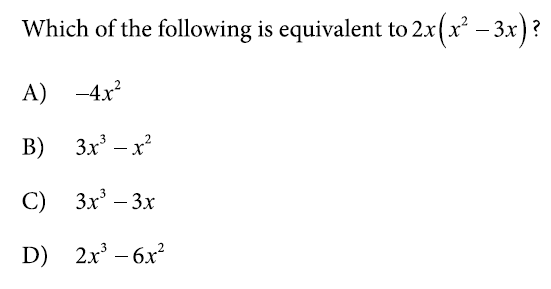 Which of the following is equivalent to 2x(x² – 3x) ?
A) –4x²
B) 3x³ – x²
C) 3x³ – 3x
D) 2x³ – 6x²